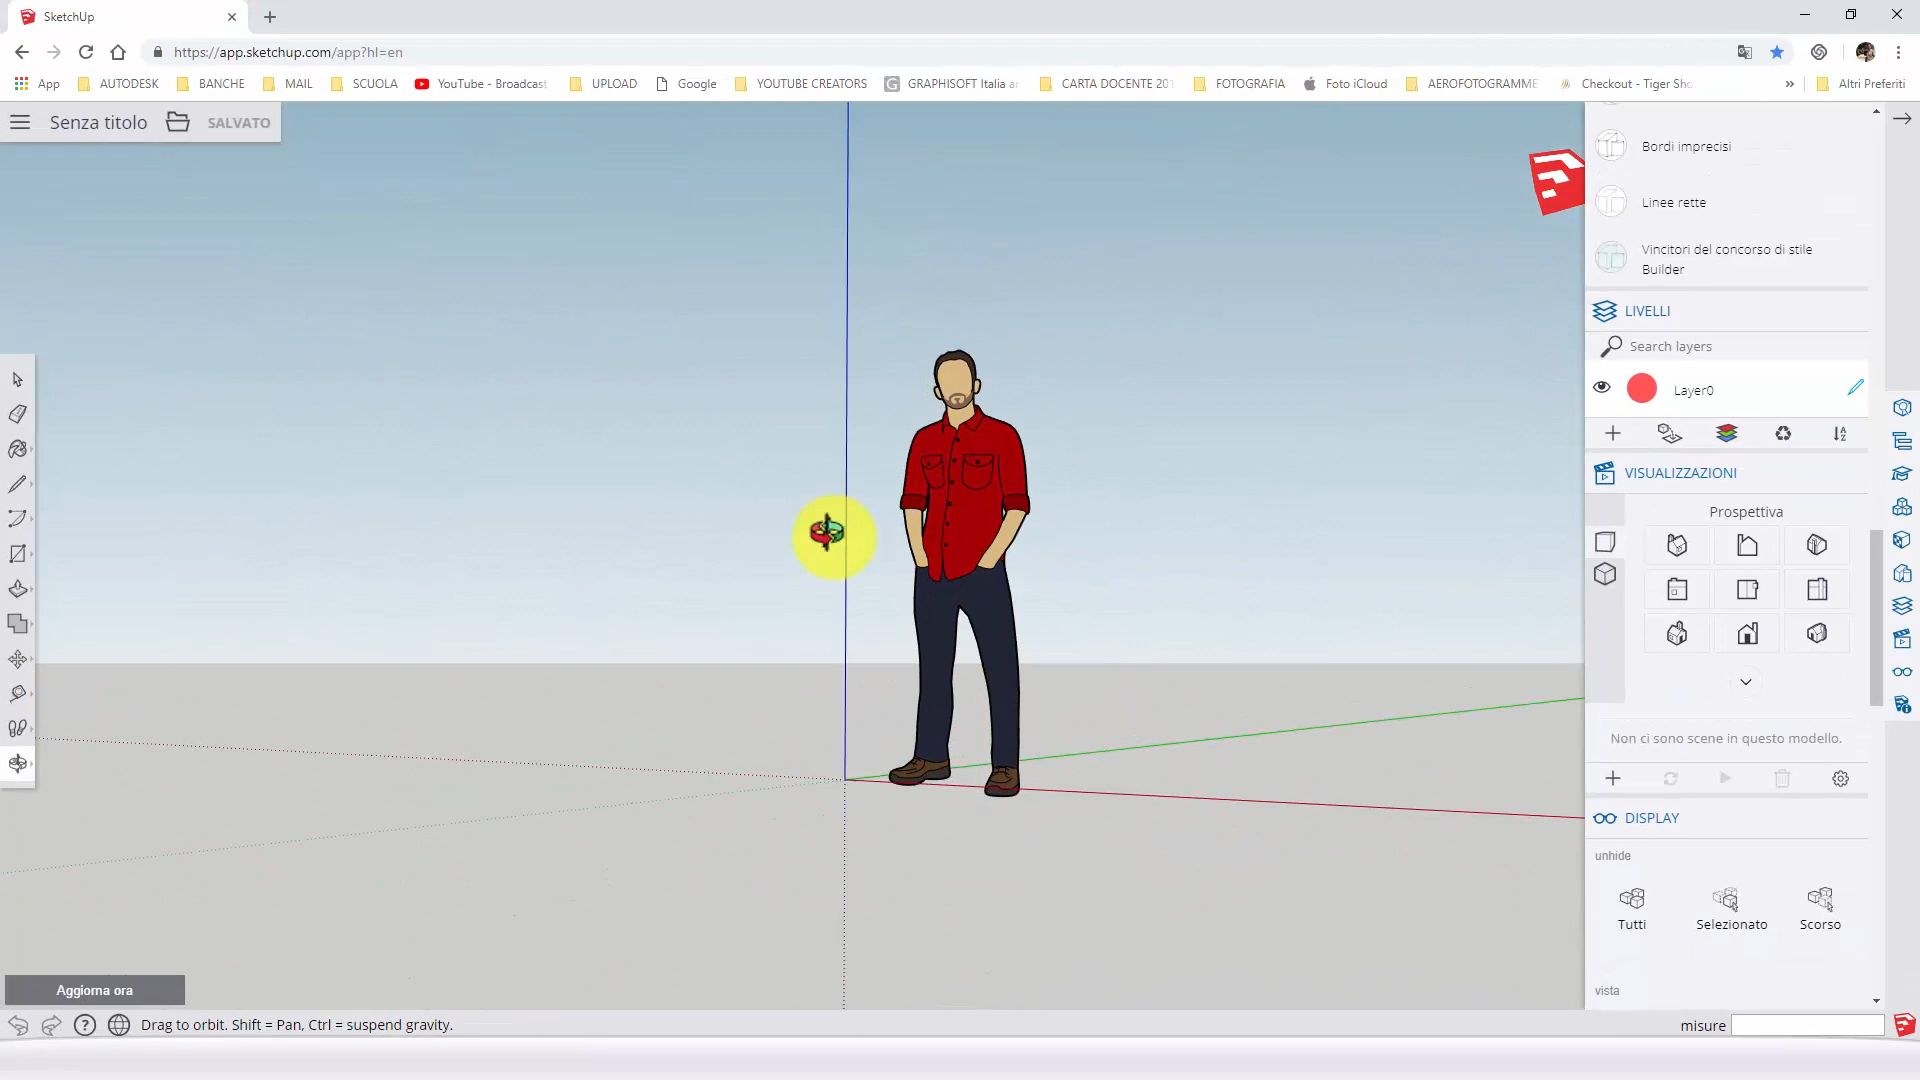 SketchUp
https://app.sketchup.com/app?hl=en
App
AUTODESK
BANCHE
MAIL
SCUOLA
YouTube - Broadcast
UPLOAD
Google
YOUTUBE CREATORS
GRAPHISOFT Italia
CARTA DOCENTE 201
FOTOGRAFIA
Foto iCloud
AEROFOTOGRAMME
Checkout - Tiger Sho
»
Altri Preferiti
Senza titolo
SALVATO
Bordi imprecisi
Linee rette
Vincitori del concorso di stile
Builder
LIVELLI
Search layers
Layer0
VISUALIZZAZIONI
Prospettiva
Non ci sono scene in questo modello.
DISPLAY
unhide
Tutti
Selezionato
Scorso
vista
Aggiorna ora
Drag to orbit. Shift = Pan, Ctrl = suspend gravity.
misure